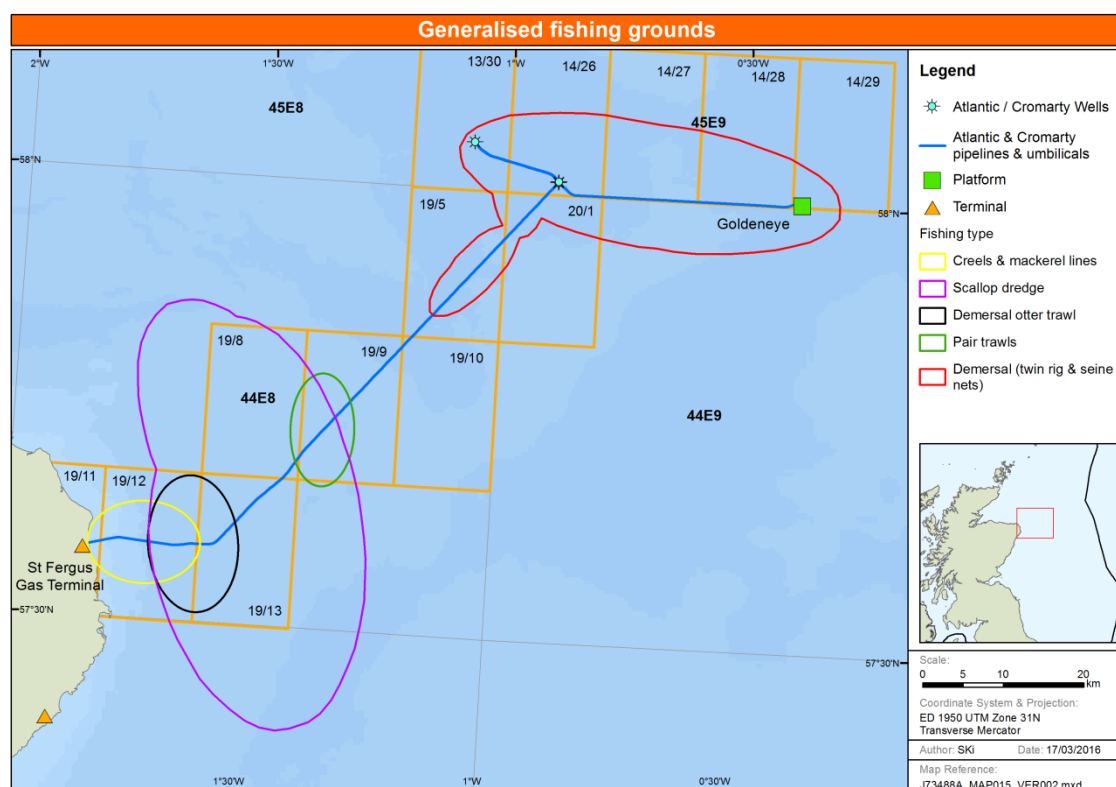 Generalised fishing grounds
2°W
1°30'W
13/30
1°W
14/26
14/27
0°30'W
14/28
14/29
45E8
45E9
58°N
19/5
20/1
58°N
Goldeneye
19/8
19/9
19/10
44E8
44E9
19/11
19/12
St Fergus
Gas Terminal
57°30'N
19/13
57°30'N
1°30'W
1°W
0°30'W
Legend
Atlantic / Cromarty Wells
Atlantic & Cromarty
pipelines & umbilicals
Platform
Terminal
Fishing type
Creels & mackerel lines
Scallop dredge
Demersal otter trawl
Pair trawls
Demersal (twin rig & seine
nets)
Scale:
0 5 10 20
km
Coordinate System & Projection:
ED 1950 UTM Zone 31N
Transverse Mercator
Author: SKi Date: 17/03/2016
Map Reference:
J73488A_MAP015_VER002.mxd